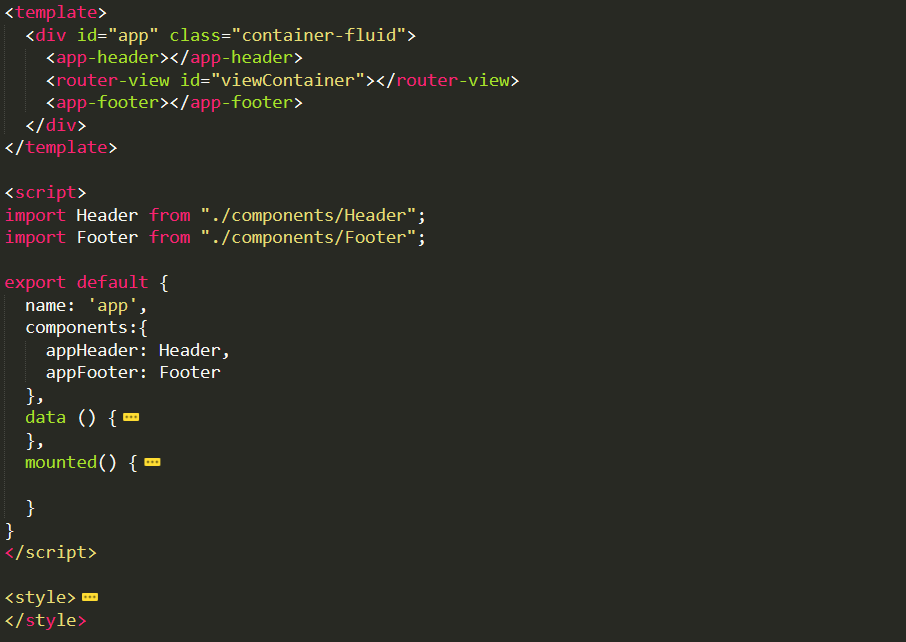 <template>
  <div id="app" class="container-fluid">
    <app-header></app-header>
    <router-view id="viewContainer"></router-view>
    <app-footer></app-footer>
  </div>
</template>

<script>
import Header from "./components/Header";
import Footer from "./components/Footer";

export default {
  name: 'app',
  components:{
    appHeader: Header,
    appFooter: Footer
  },
  data () {
  },
  mounted() {

  }
}
</script>

<style>
</style>